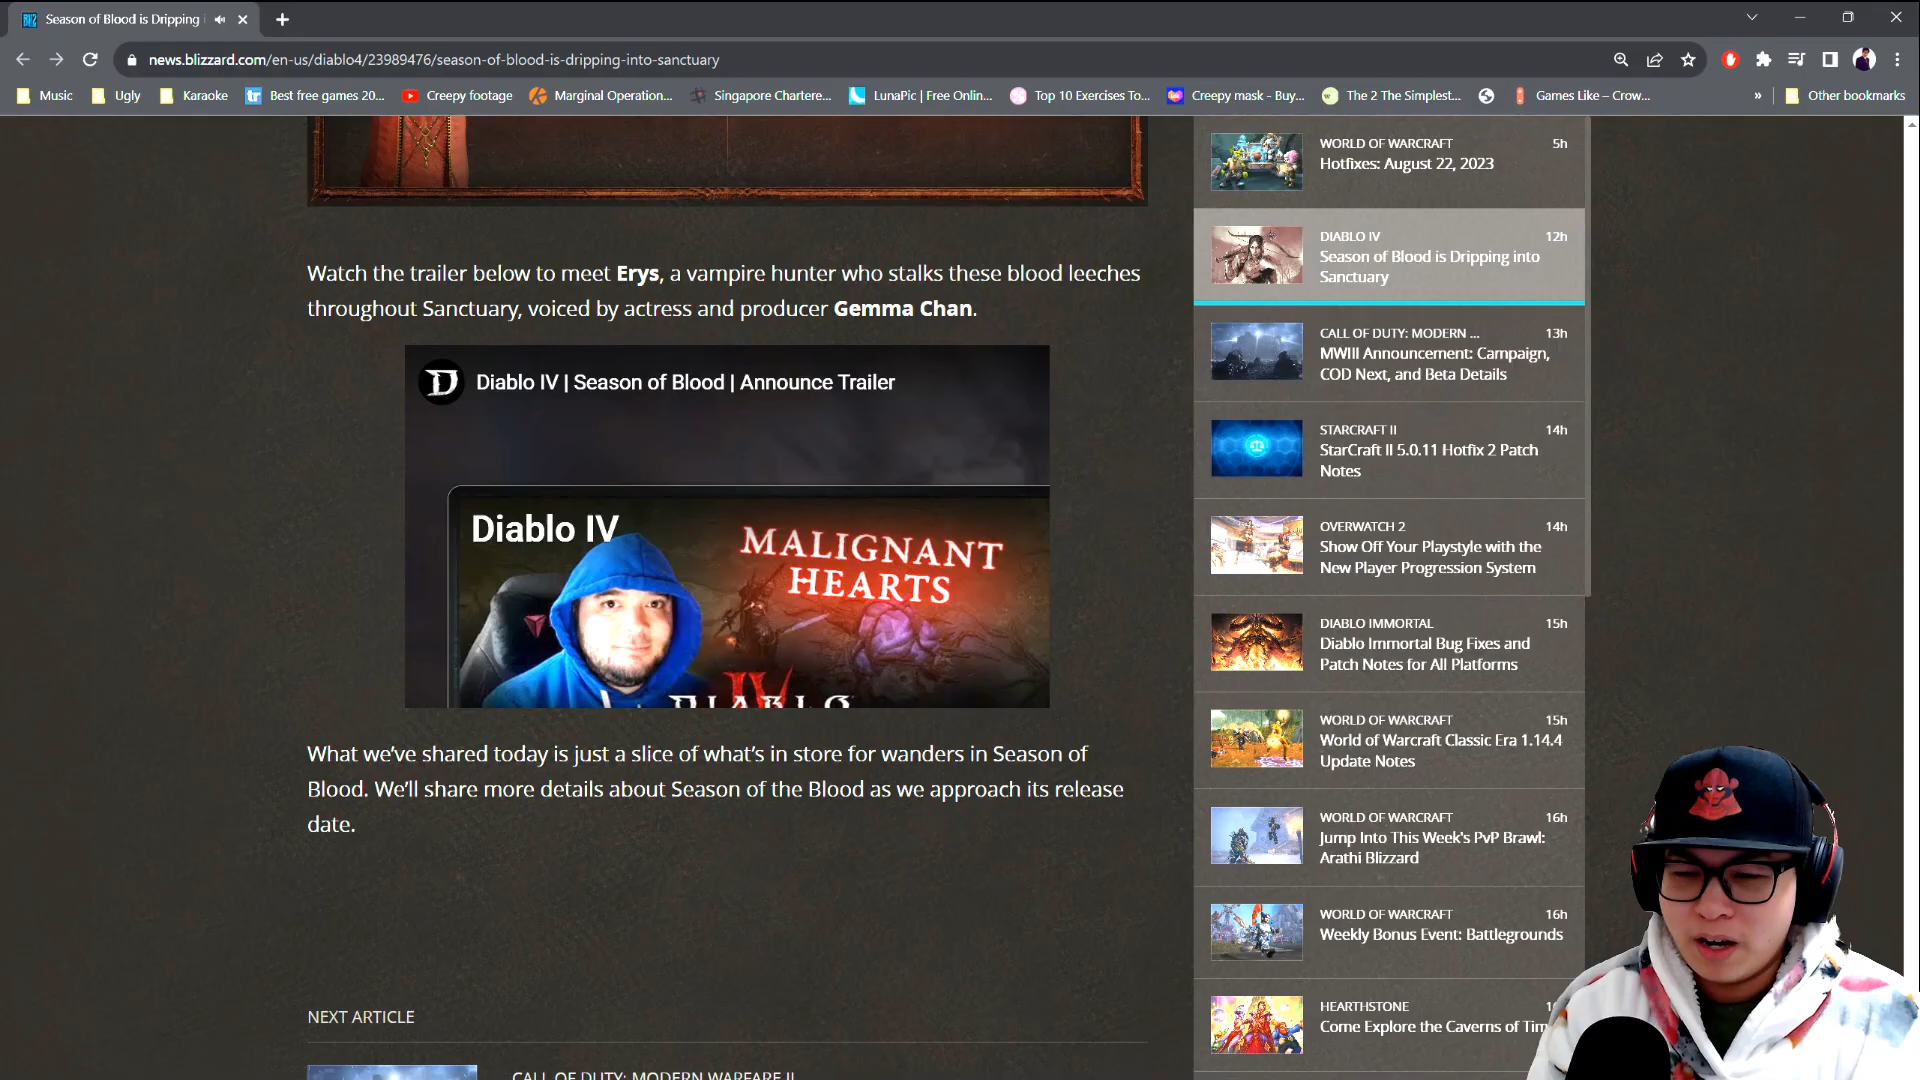 Season of Blood is Dripping
news.blizzard.com/en-us/diablo4/23989476/season-of-blood-is-dripping-into-sanctuary
Music
Ugly
Karaoke
tr
Best free games 20...
Creepy footage
Marginal Operation...
Singapore Chartere...
LunaPic | Free Onlin...
Top 10 Exercises To...
Creepy mask - Buy...
The 2 The Simplest...
Games Like – Crow...
»
Other bookmarks
Watch the trailer below to meet Erys, a vampire hunter who stalks these blood leeches
throughout Sanctuary, voiced by actress and producer Gemma Chan.
Diablo IV | Season of Blood | Announce Trailer
Diablo IV
MALIGNANT
HEARTS
IV
DIABLO
What we’ve shared today is just a slice of what’s in store for wanders in Season of
Blood. We’ll share more details about Season of the Blood as we approach its release
date.
NEXT ARTICLE
CALL OF DUTY: MODERN WARFARE II
WORLD OF WARCRAFT 5h
Hotfixes: August 22, 2023
DIABLO IV 12h
Season of Blood is Dripping into
Sanctuary
CALL OF DUTY: MODERN ... 13h
MWIII Announcement: Campaign,
COD Next, and Beta Details
STARCRAFT II 14h
StarCraft II 5.0.11 Hotfix 2 Patch
Notes
OVERWATCH 2 14h
Show Off Your Playstyle with the
New Player Progression System
DIABLO IMMORTAL 15h
Diablo Immortal Bug Fixes and
Patch Notes for All Platforms
WORLD OF WARCRAFT 15h
World of Warcraft Classic Era 1.14.4
Update Notes
WORLD OF WARCRAFT 16h
Jump Into This Week's PvP Brawl:
Arathi Blizzard
WORLD OF WARCRAFT 16h
Weekly Bonus Event: Battlegrounds
HEARTHSTONE
Come Explore the Caverns of Tim